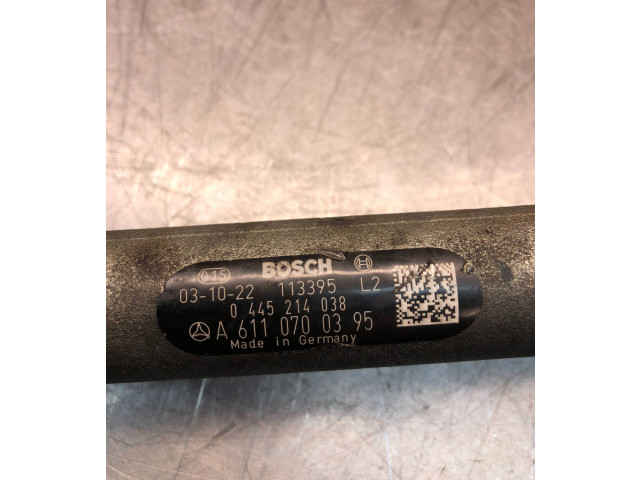 015 BOSCH
03-10-22 113395 L2
0 445 214 038
A 611 070 03 95
Made in Germany